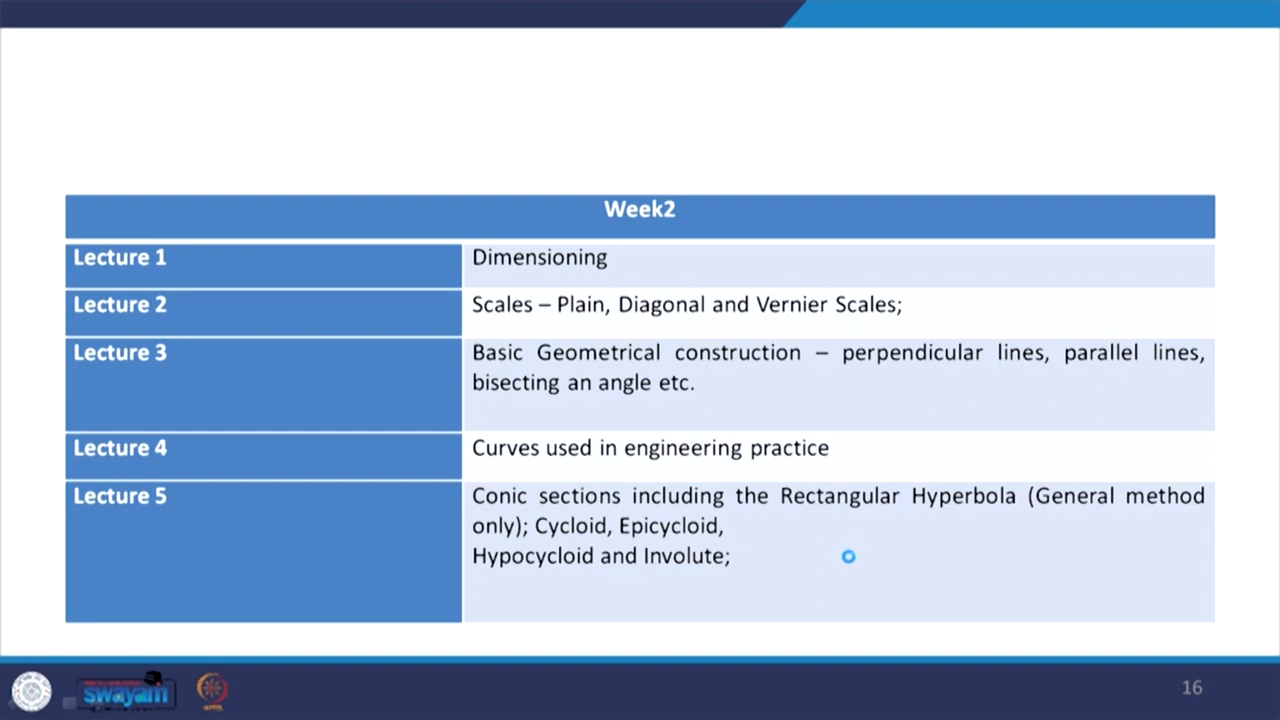 Week2
Lecture 1
Dimensioning
Lecture 2
Scales – Plain, Diagonal and Vernier Scales;
Lecture 3
Basic Geometrical construction – perpendicular lines, parallel lines,
bisecting an angle etc.
Lecture 4
Curves used in engineering practice
Lecture 5
Conic sections including the Rectangular Hyperbola (General method
only); Cycloid, Epicycloid,
Hypocycloid and Involute;
swayam
16